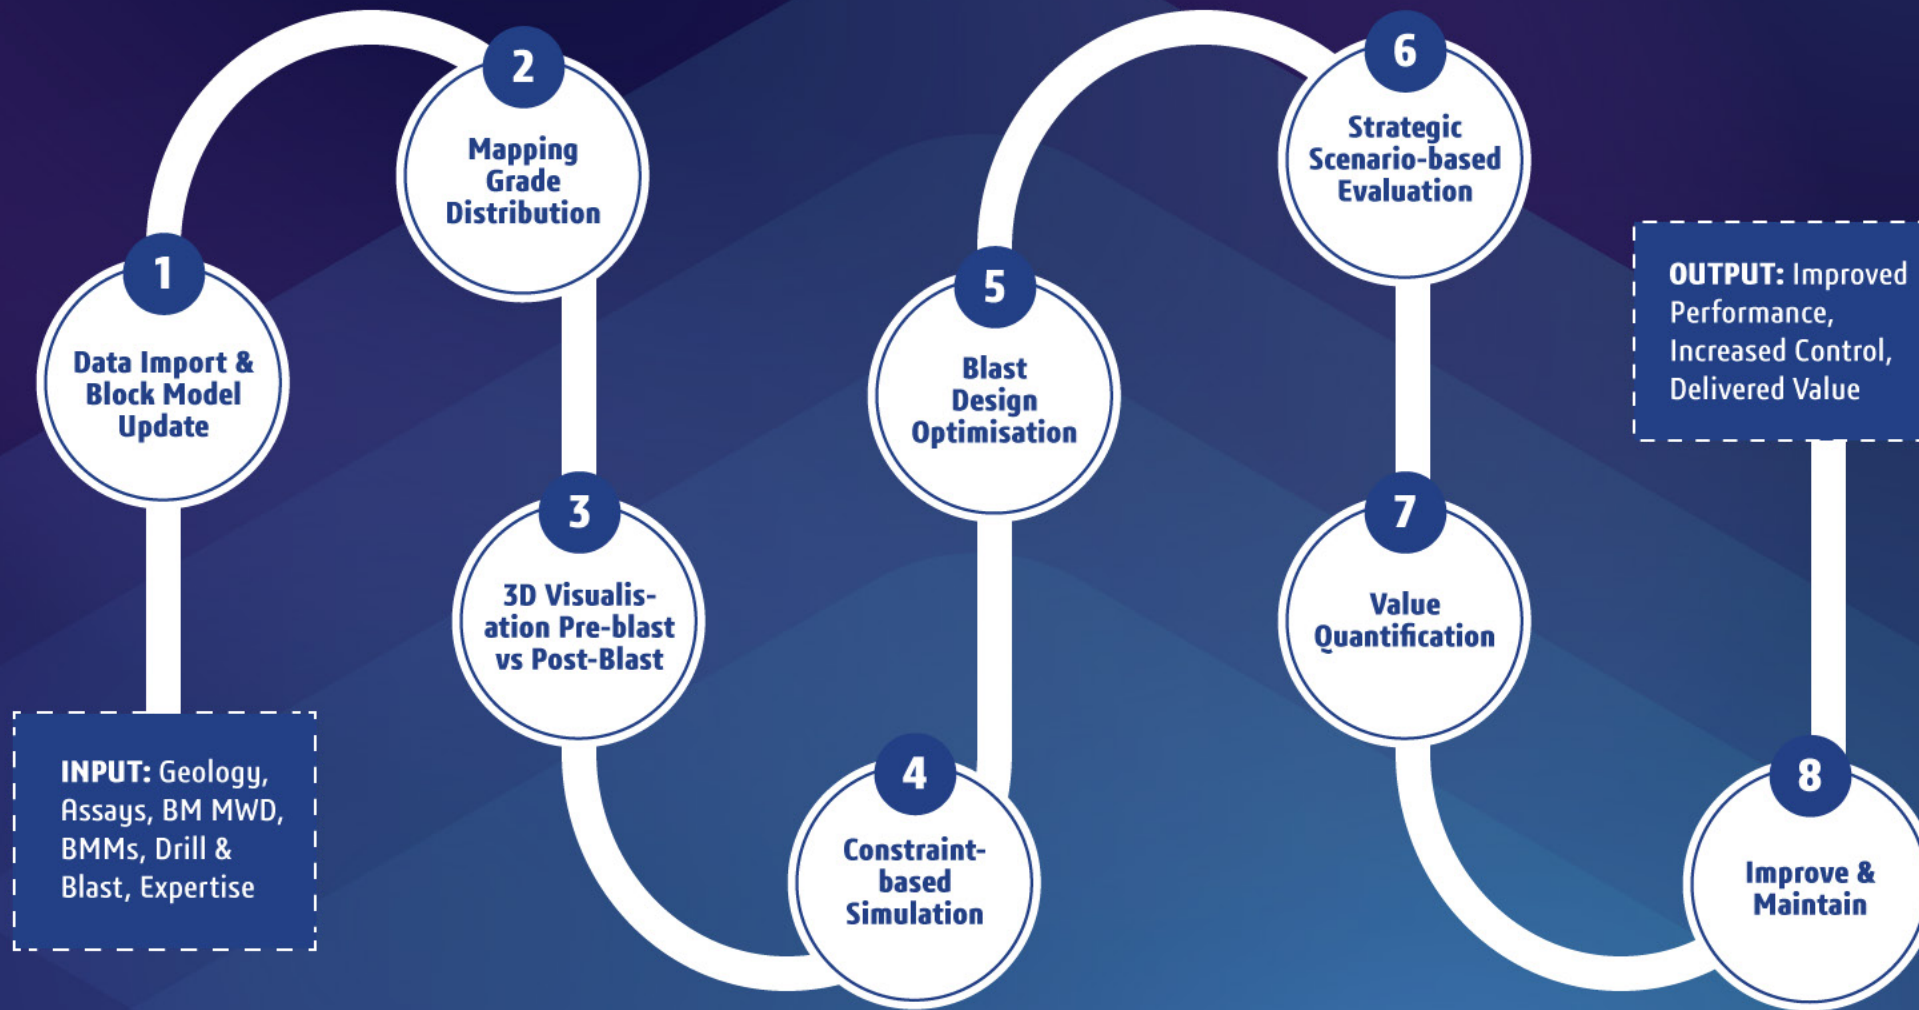 INPUT: Geology,
Assays, BM MWD,
BMMs, Drill &
Blast, Expertise
1
Data Import &
Block Model
Update
2
Mapping
Grade
Distribution
3
3D Visualis-
ation Pre-blast
vs Post-Blast
4
Constraint-
based
Simulation
5
Blast
Design
Optimisation
6
Strategic
Scenario-based
Evaluation
7
Value
Quantification
8
Improve &
Maintain
OUTPUT: Improved
Performance,
Increased Control,
Delivered Value